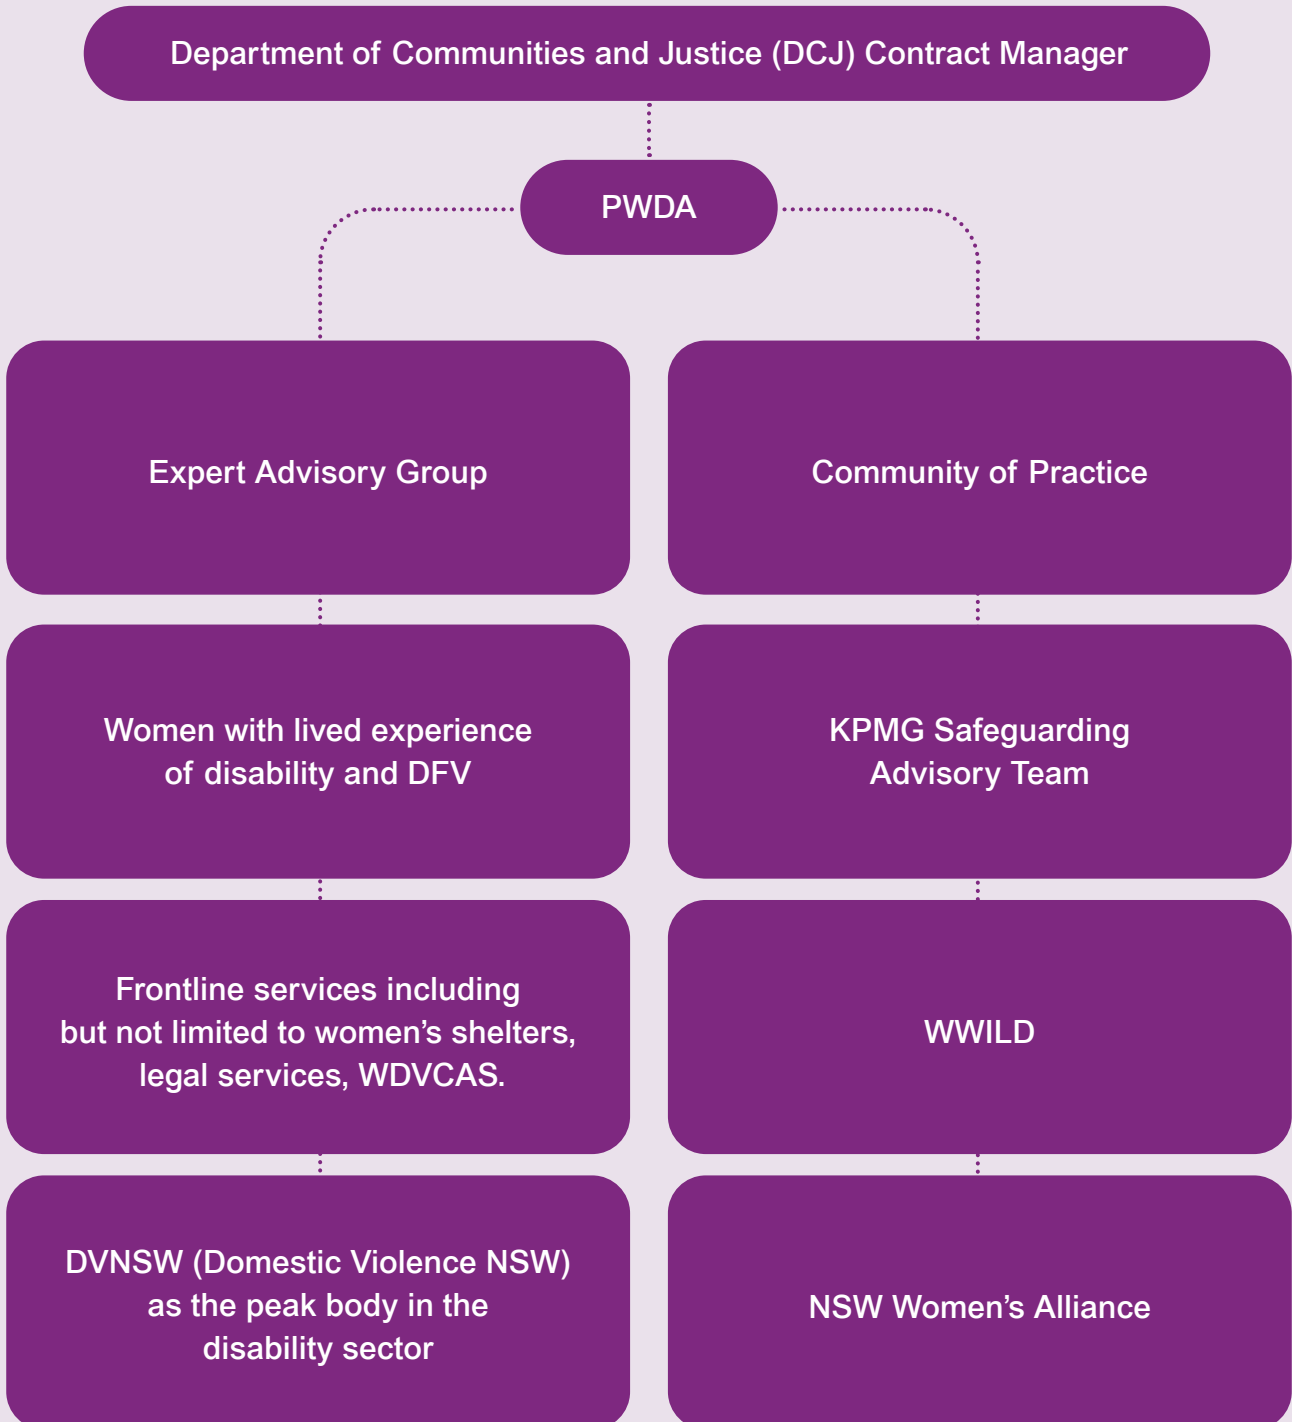 Department of Communities and Justice (DCJ) Contract Manager
PWDA
Expert Advisory Group
Community of Practice
Women with lived experience
of disability and DFV
KPMG Safeguarding
Advisory Team
Frontline services including
but not limited to women’s shelters,
legal services, WDVCAS.
WWILD
DVNSW (Domestic Violence NSW)
as the peak body in the
disability sector
NSW Women’s Alliance